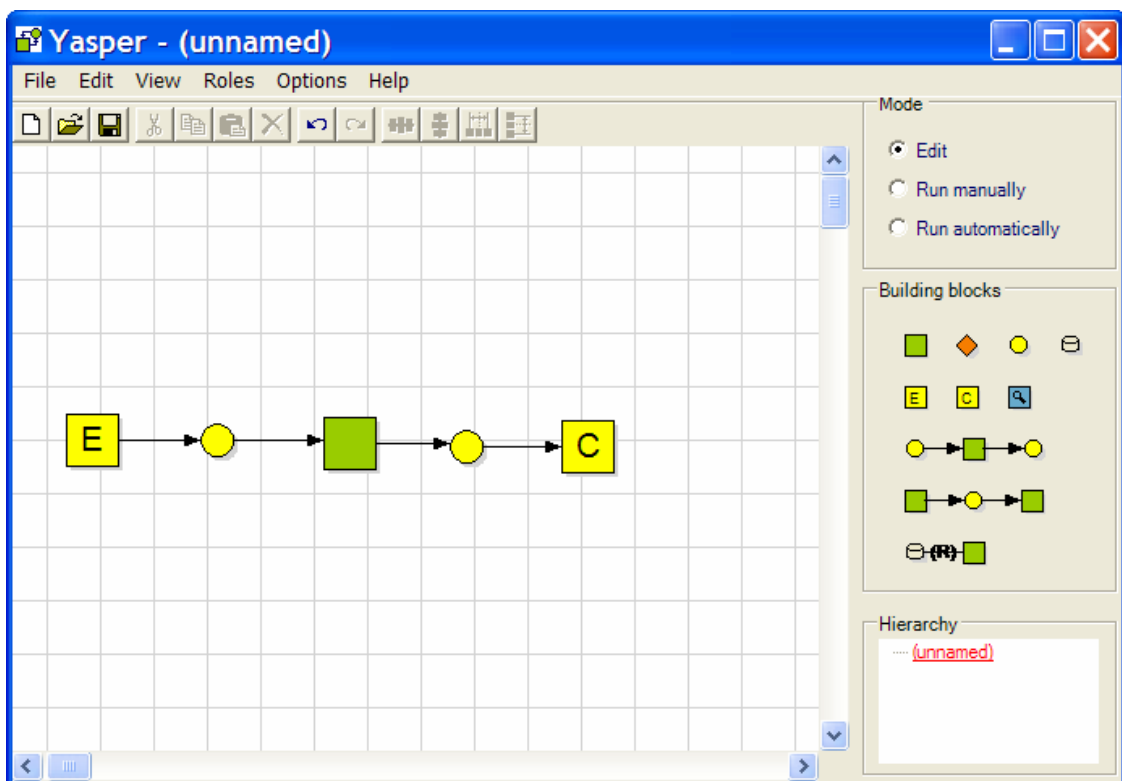 Yasper - (unnamed)
File Edit View Roles Options Help
Mode
Edit
Run manually
Run automatically
Building blocks
E C
(R)
Hierarchy
(unnamed)
E C